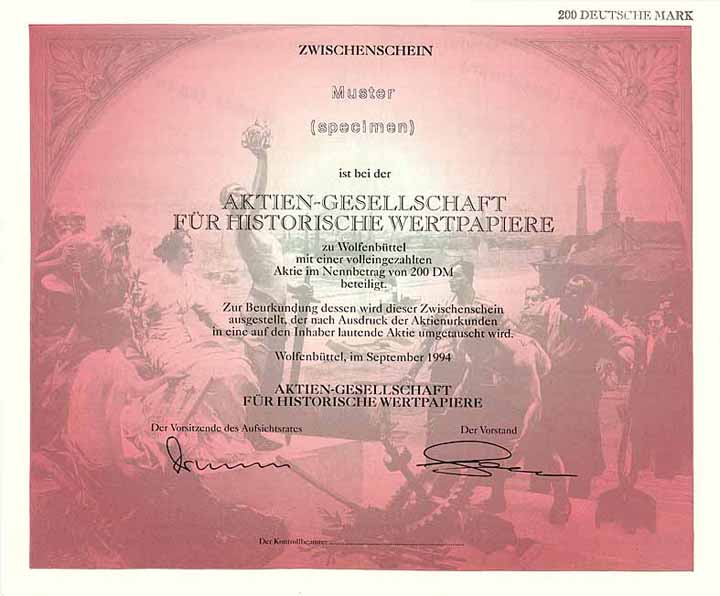 200 DEUTSCHE MARK
ZWISCHENSCHEIN
Muster
(specimen)
ist bei der
AKTIEN-GESELLSCHAFT
FÜR HISTORISCHE WERTPAPIERE
zu Wolfenbüttel
mit einer volleingezahlten
Aktie im Nennbetrag von 200 DM
beteiligt.
Zur Beurkundung dessen wird dieser Zwischenschein
ausgestellt, der nach Ausdruck der Aktienurkunden
in eine auf den Inhaber lautende Aktie umgetauscht wird.
Wolfenbüttel, im September 1994
AKTIEN-GESELLSCHAFT
FÜR HISTORISCHE WERTPAPIERE
Der Vorsitzende des Aufsichtsrates Der Vorstand
Der Kontrollbeamte